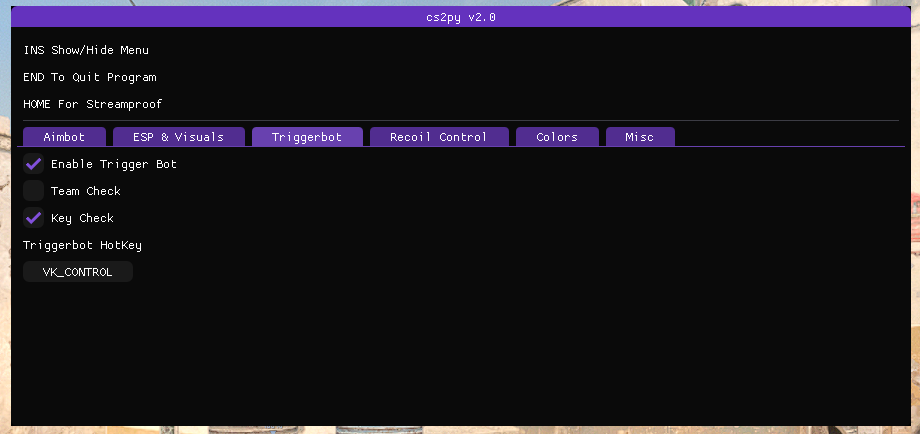 cs2py v2.0
INS Show/Hide Menu
END To Quit Program
HOME For Streamproof
Aimbot ESP & Visuals Triggerbot Recoil Control Colors Misc
Enable Trigger Bot
Team Check
Key Check
Triggerbot HotKey
VK_CONTROL